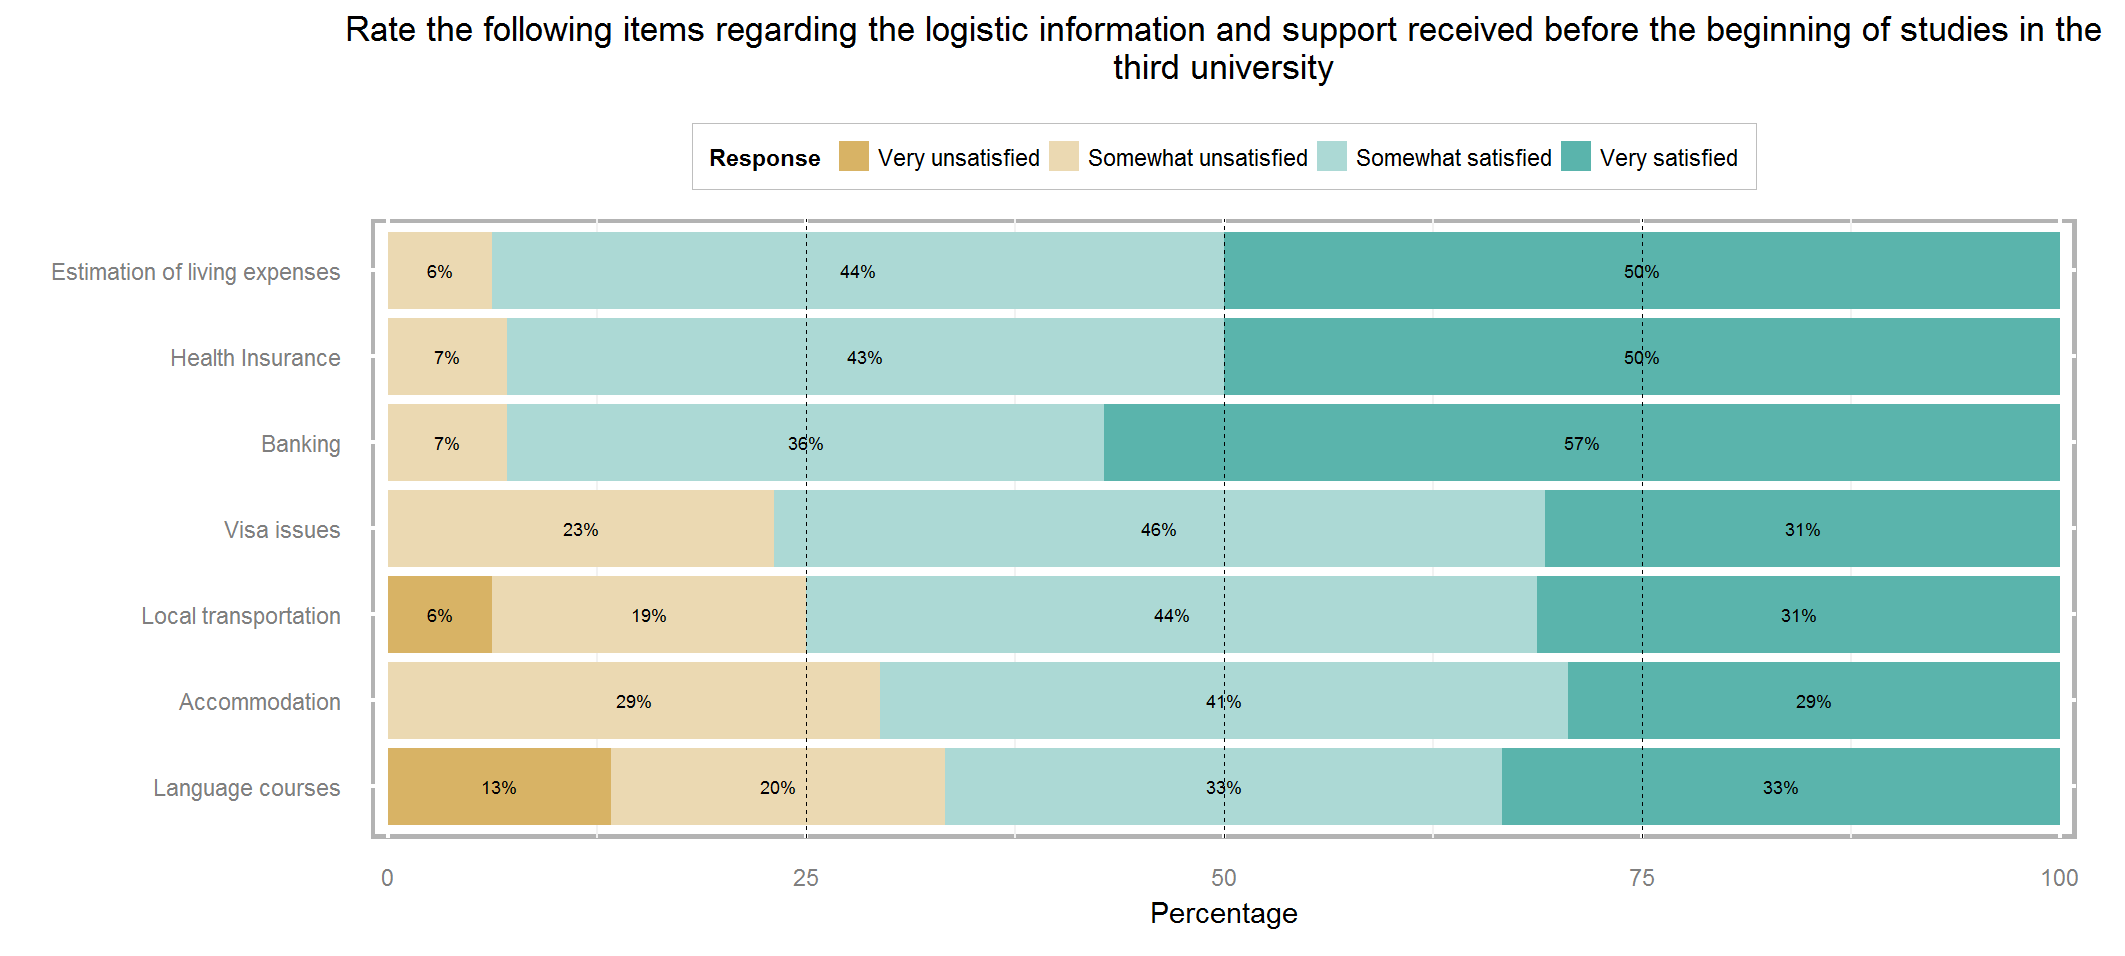 Rate the following items regarding the logistic information and support received before the beginning of studies in the
third university
Response Very unsatisfied Somewhat unsatisfied Somewhat satisfied Very satisfied
Estimation of living expenses 6% 44% 50%
Health Insurance 7% 43% 50%
Banking 7% 36% 57%
Visa issues 23% 46% 31%
Local transportation 6% 19% 44% 31%
Accommodation 29% 41% 29%
Language courses 13% 20% 33% 33%
0 25 50 75 100
Percentage